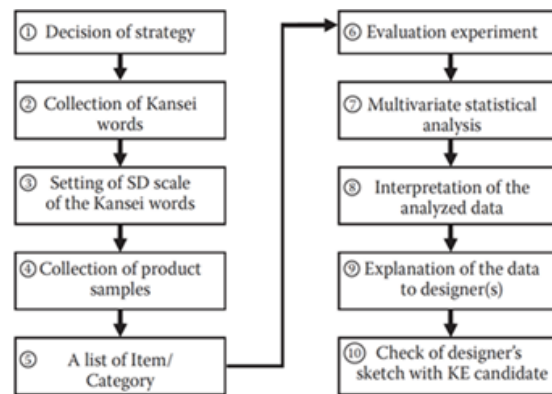 ① Decision of strategy
② Collection of Kansei
words
③ Setting of SD scale
of the Kansei words
④ Collection of product
samples
⑤ A list of Item/
Category
⑥ Evaluation experiment
⑦ Multivariate statistical
analysis
⑧ Interpretation of the
analyzed data
⑨ Explanation of the data
to designer(s)
⑩ Check of designer's
sketch with KE candidate